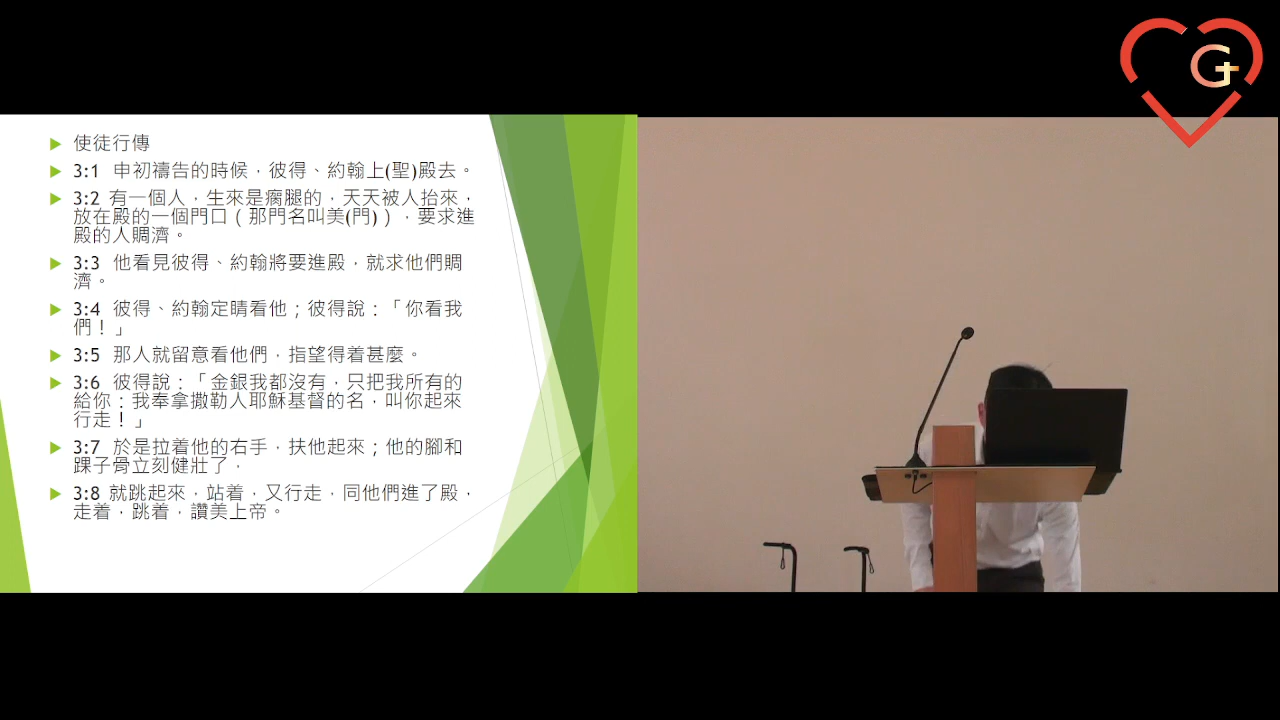 使徒行傳
3:1 申初禱告的時候，彼得、約翰上(聖)殿去。
3:2 有一個人，生來是瘸腿的，天天被人抬來，
放在殿的一個門口（那門名叫美(門)），要求進
殿的人賙濟。
3:3 他看見彼得、約翰將要進殿，就求他們賙
濟。
3:4 彼得、約翰定睛看他；彼得說：「你看我
們！」
3:5 那人就留意看他們，指望得着甚麼。
3:6 彼得說：「金銀我都沒有，只把我所有的
給你：我奉拿撒勒人耶穌基督的名，叫你起來
行走！」
3:7 於是拉着他的右手，扶他起來；他的腳和
踝子骨立刻健壯了，
3:8 就跳起來，站着，又行走，同他們進了殿，
走着，跳着，讚美上帝。
G